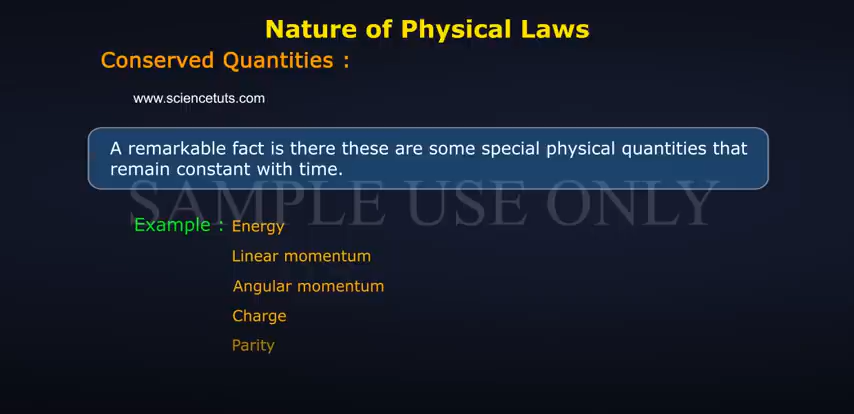 Nature of Physical Laws
Conserved Quantities :
www.sciencetuts.com
A remarkable fact is there these are some special physical quantities that
remain constant with time.
SAMPLE USE ONLY
Example : Energy
Linear momentum
Angular momentum
Charge
Parity